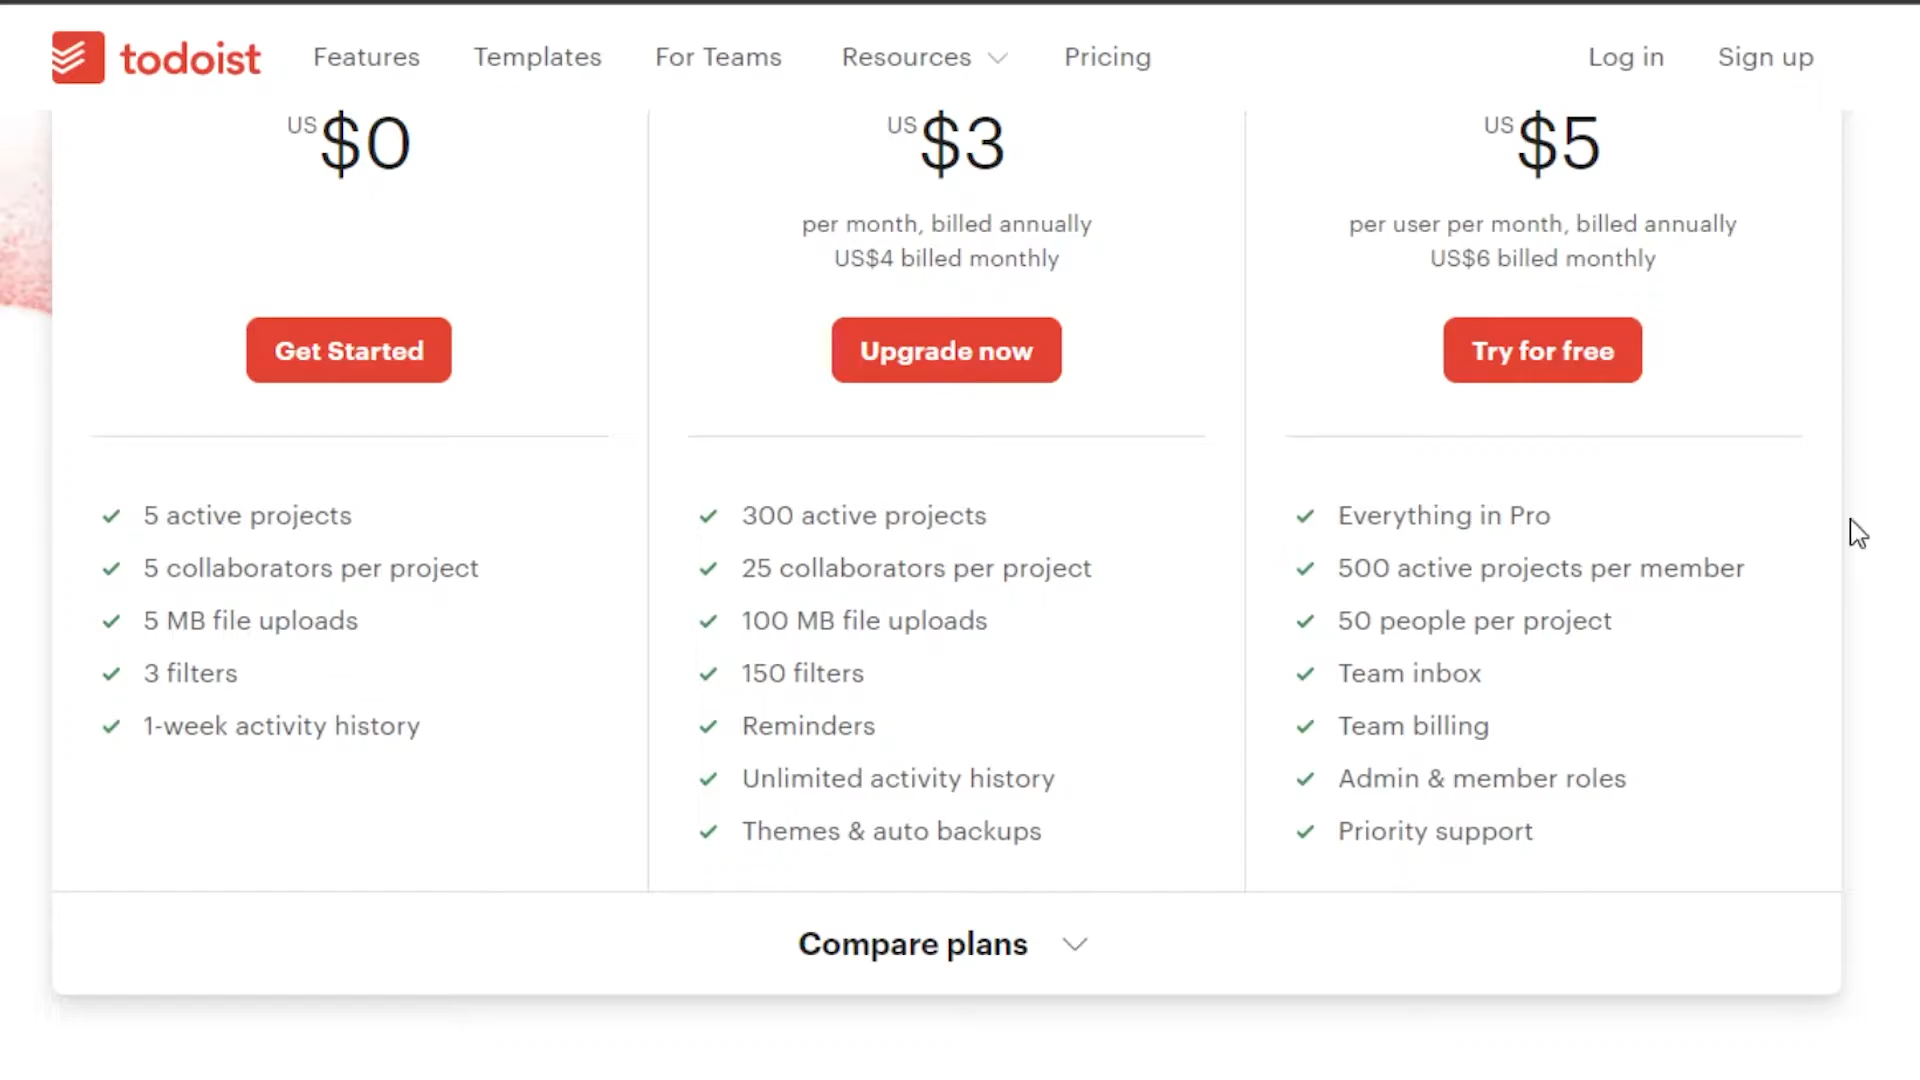 todoist
Features
Templates
For Teams
Resources
Pricing
Log in
Sign up
US $0
Get Started
5 active projects
5 collaborators per project
5 MB file uploads
3 filters
1-week activity history
US $3
per month, billed annually
US$4 billed monthly
Upgrade now
300 active projects
25 collaborators per project
100 MB file uploads
150 filters
Reminders
Unlimited activity history
Themes & auto backups
US $5
per user per month, billed annually
US$6 billed monthly
Try for free
Everything in Pro
500 active projects per member
50 people per project
Team inbox
Team billing
Admin & member roles
Priority support
Compare plans